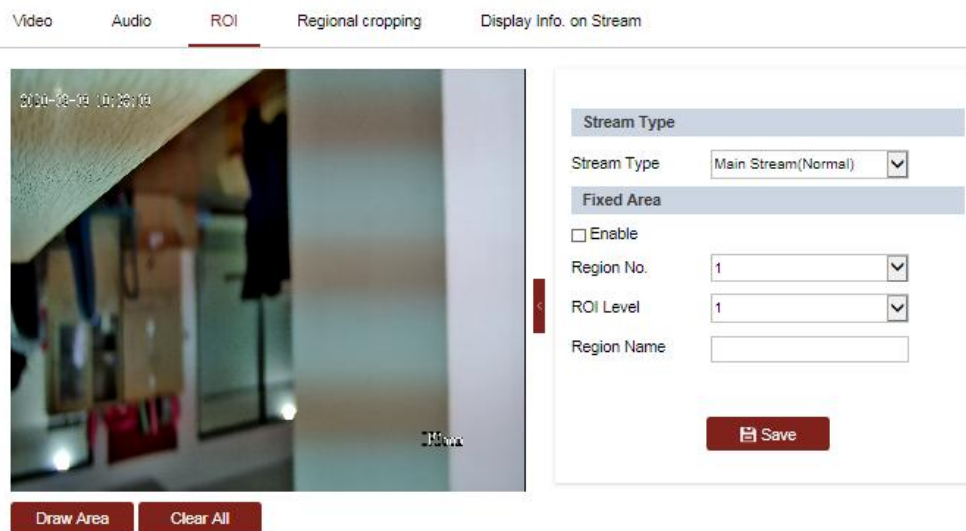 Video Audio ROI Regional cropping Display Info. on Stream
Stream Type
Stream Type Main Stream(Normal)
Fixed Area
Enable
Region No. 1
ROI Level 1
Region Name
Save
Draw Area Clear All